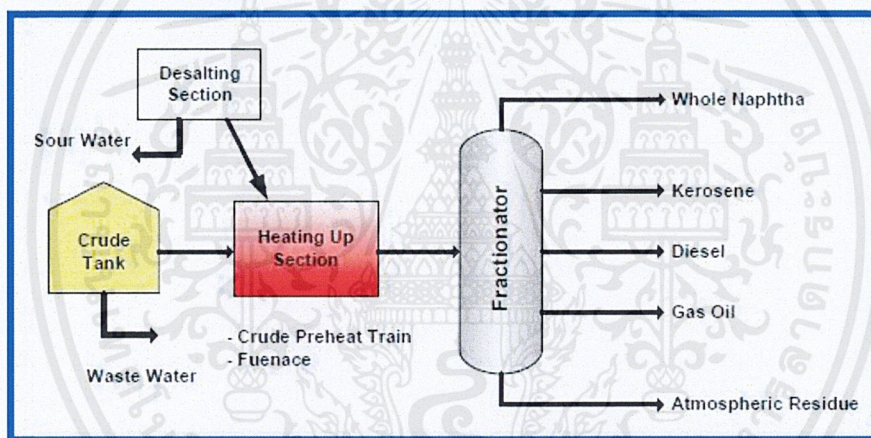 Desalting
Section
Sour Water
Crude
Tank
Waste Water
Heating Up
Section
- Crude Preheat Train
- Fuenace
Fractionator
Whole Naphtha
Kerosene
Diesel
Gas Oil
Atmospheric Residue